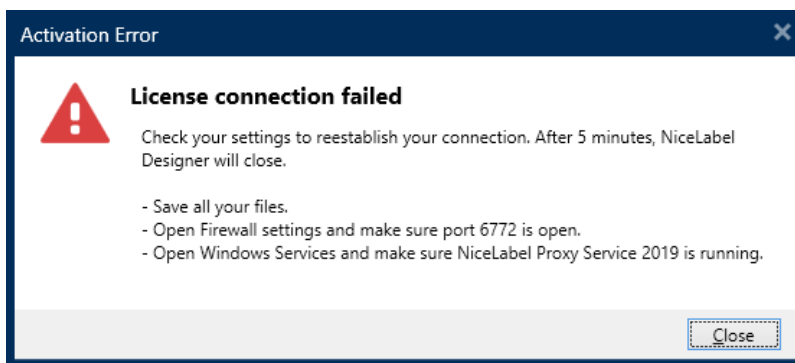 Activation Error
License connection failed
Check your settings to reestablish your connection. After 5 minutes, NiceLabel
Designer will close.
- Save all your files.
- Open Firewall settings and make sure port 6772 is open.
- Open Windows Services and make sure NiceLabel Proxy Service 2019 is running.
Close